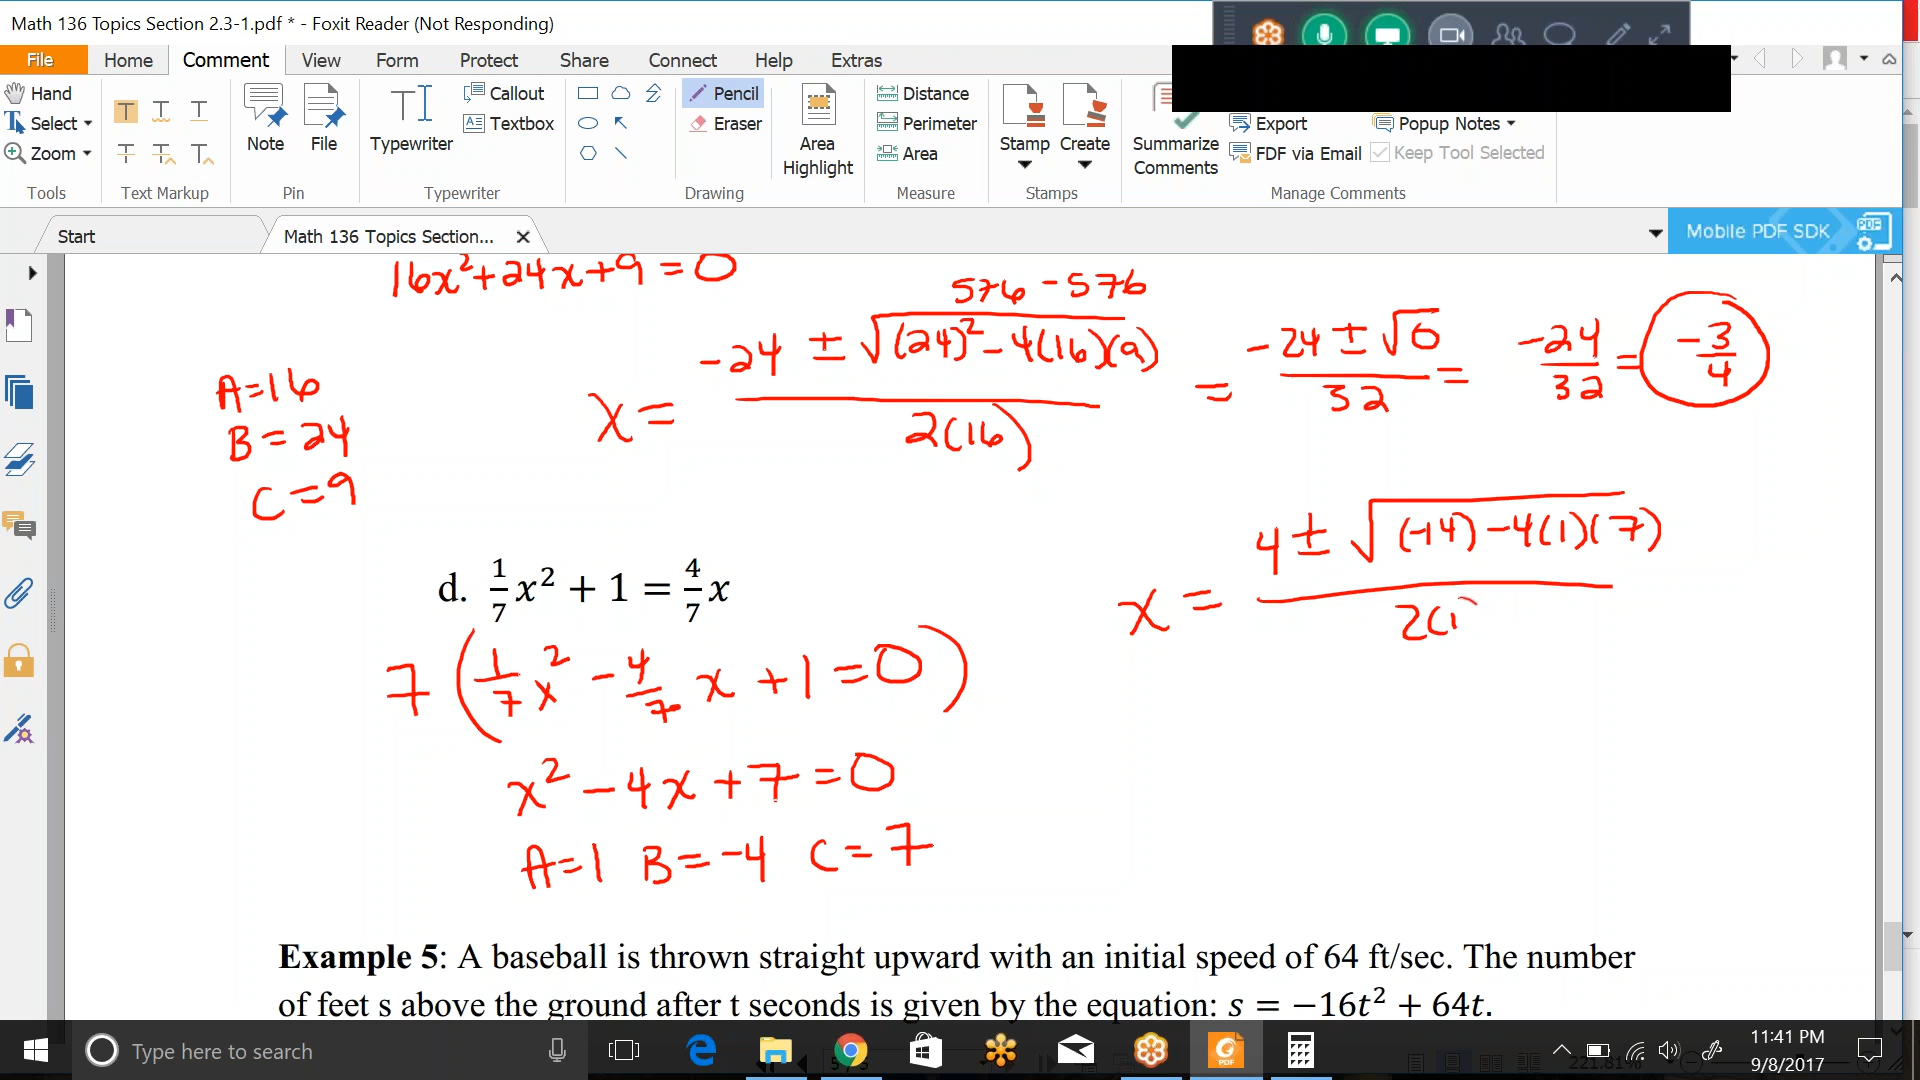 Math 136 Topics Section 2.3-1.pdf * - Foxit Reader (Not Responding)
File Home Comment View Form Protect Share Connect Help Extras
Hand
Select
Zoom
Tools
T T T
T T T
Text Markup
Note File
Pin
Typewriter
Callout
Textbox
Typewriter
Pencil
Eraser
Area Highlight
Drawing
Distance
Perimeter
Area
Measure
Stamp Create
Stamps
Summarize Comments
Export
FDF via Email
Popup Notes
Keep Tool Selected
Manage Comments
Start Math 136 Topics Section... Mobile PDF SDK
PDF
16x²+24x+9=0
576-576
x = -24 ± √(24)²-4(16)(9) / 2(16) = -24±√0 / 32 = -24/32 = -3/4
A=16
B=24
C=9
d. 1/7 x² + 1 = 4/7 x
x = 4±√(-14)-4(1)(7) / 2(1)
7 (1/7 x² - 4/7 x + 1 = 0)
x² - 4x + 7 = 0
A=1 B=-4 C=7
Example 5: A baseball is thrown straight upward with an initial speed of 64 ft/sec. The number
of feet s above the ground after t seconds is given by the equation: s = −16t² + 64t.
Type here to search
PDF
221.81%
11:41 PM
9/8/2017